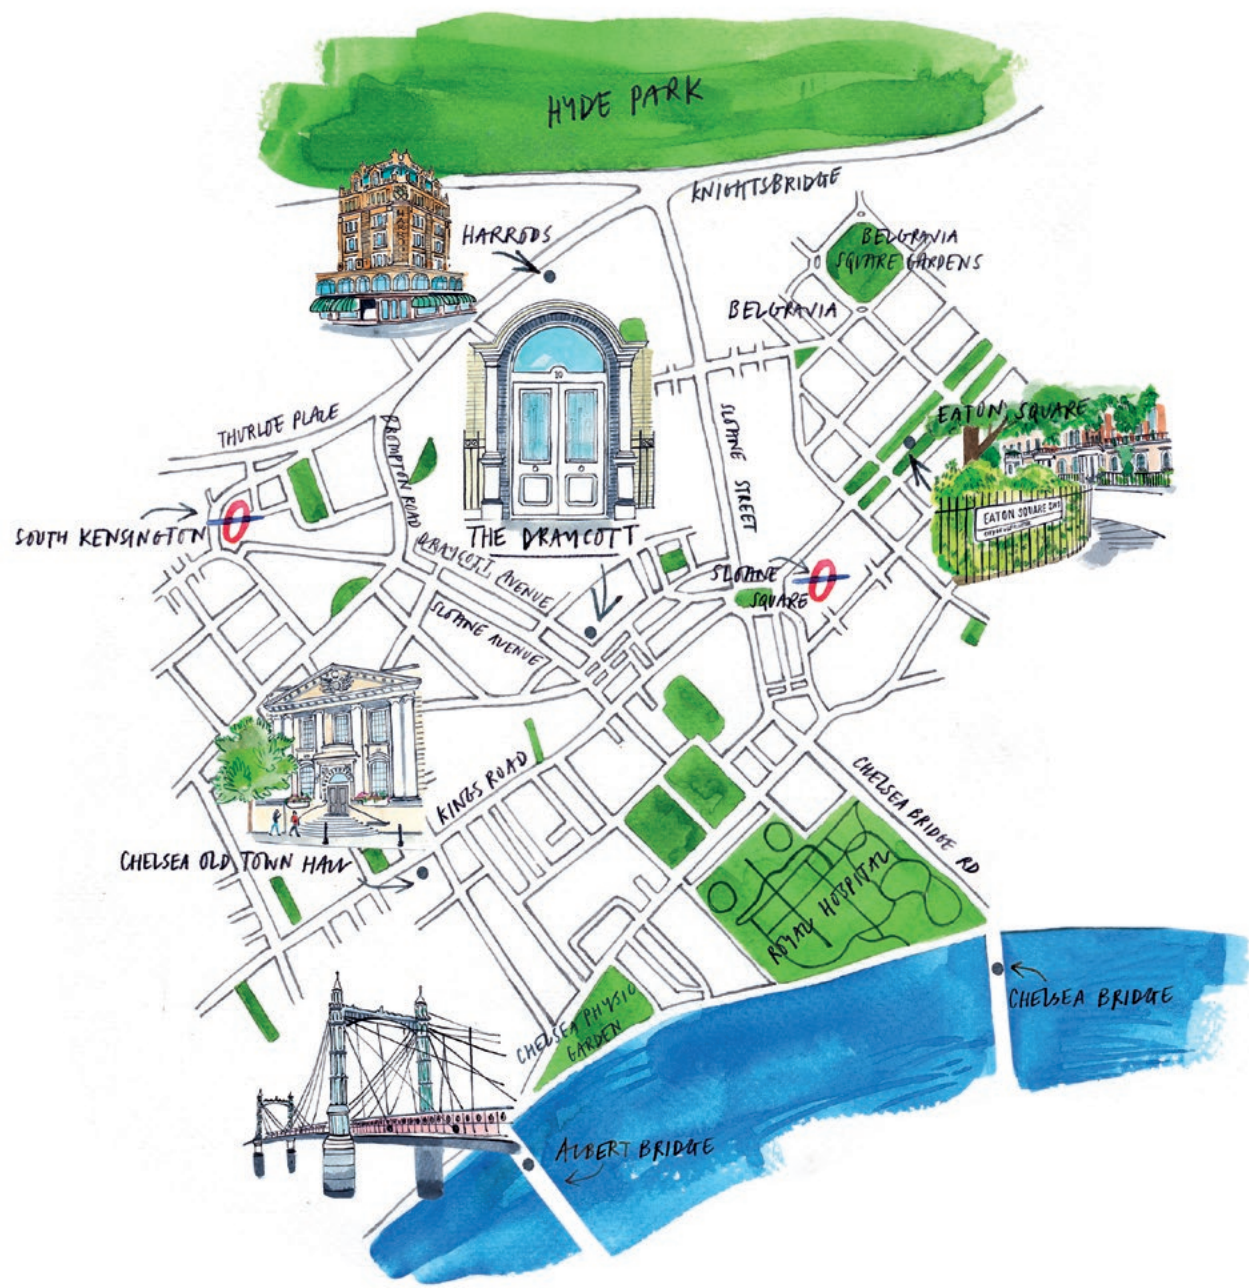 HYDE PARK
KNIGHTSBRIDGE
HARRODS
BELGRAVIA
SQUARE GARDENS
BELGRAVIA
10
THURLOE PLACE
BROMPTON ROAD
SLOANE STREET
EATON SQUARE
EATON SQUARE SW1
SOUTH KENSINGTON
THE DRAYCOTT
DRAYCOTT AVENUE
SLOANE
SQUARE
SLOANE AVENUE
KINGS ROAD
CHELSEA BRIDGE RD
CHELSEA OLD TOWN HALL
ROYAL HOSPITAL
CHELSEA BRIDGE
CHELSEA PHYSIC
GARDEN
ALBERT BRIDGE